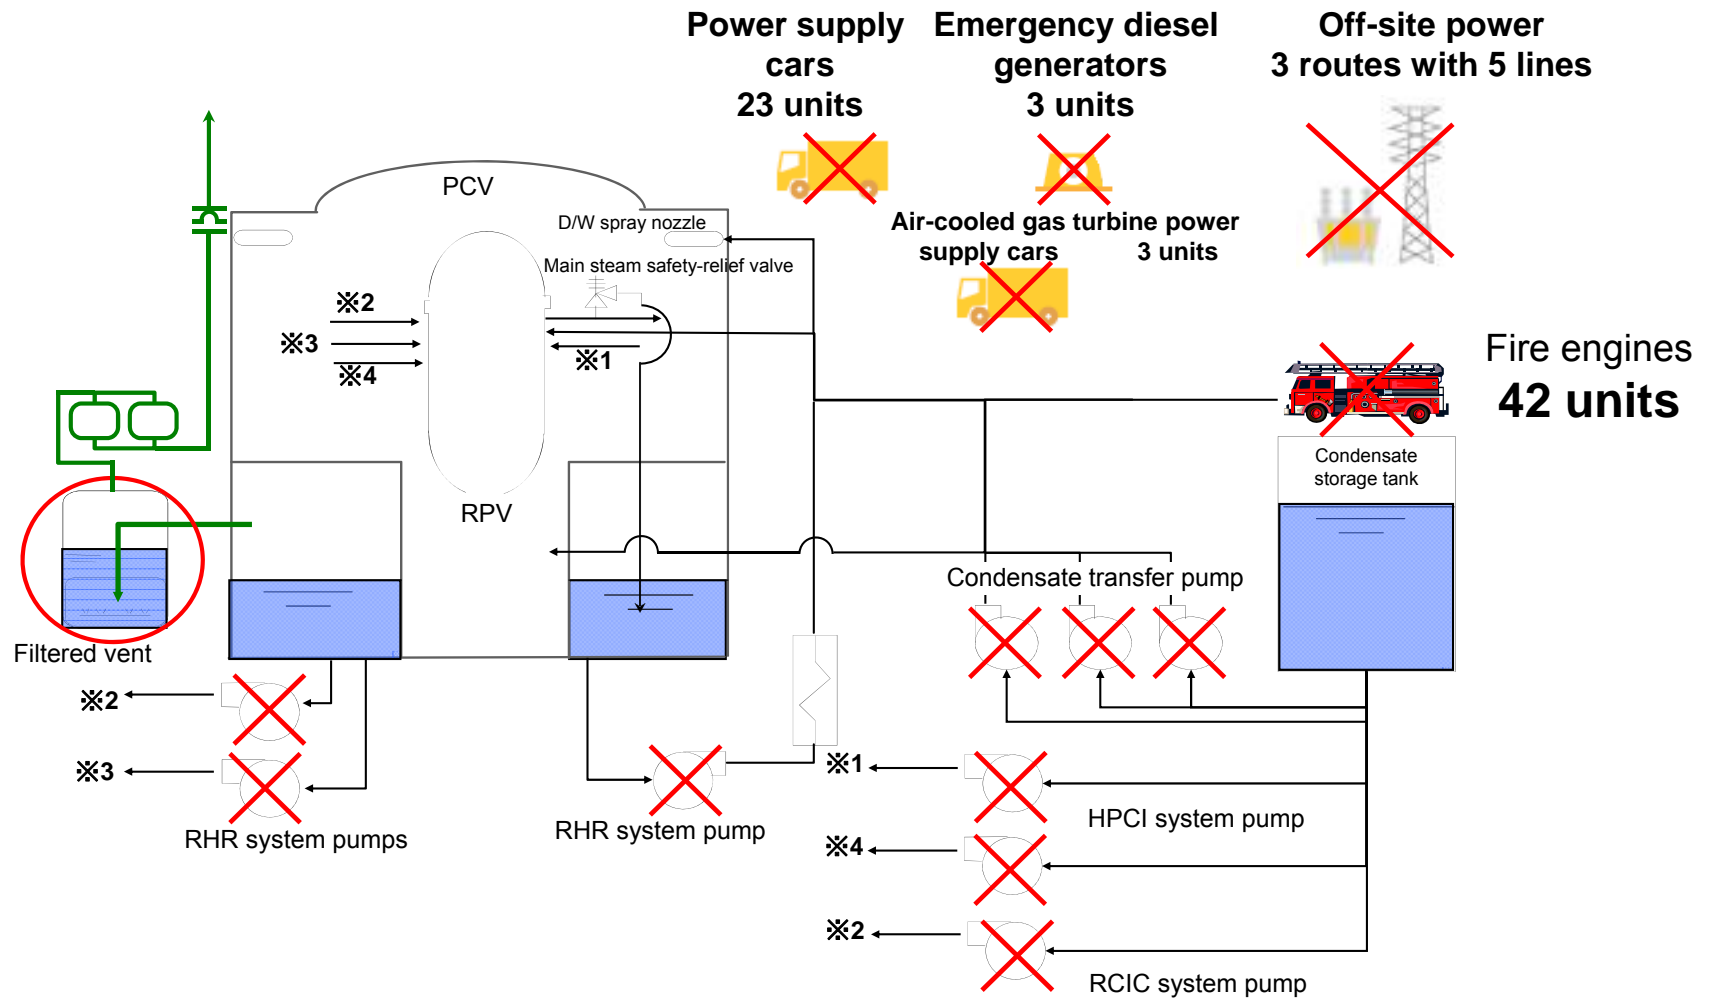 Power supply
cars
23 units
Emergency diesel
generators
3 units
Off-site power
3 routes with 5 lines
Air-cooled gas turbine power
supply cars 3 units
PCV
D/W spray nozzle
Main steam safety-relief valve
※2
※3
※4
※1
RPV
Fire engines
42 units
Condensate
storage tank
Condensate transfer pump
Filtered vent
※2
※3
RHR system pumps
RHR system pump
※1
HPCI system pump
※4
※2
RCIC system pump